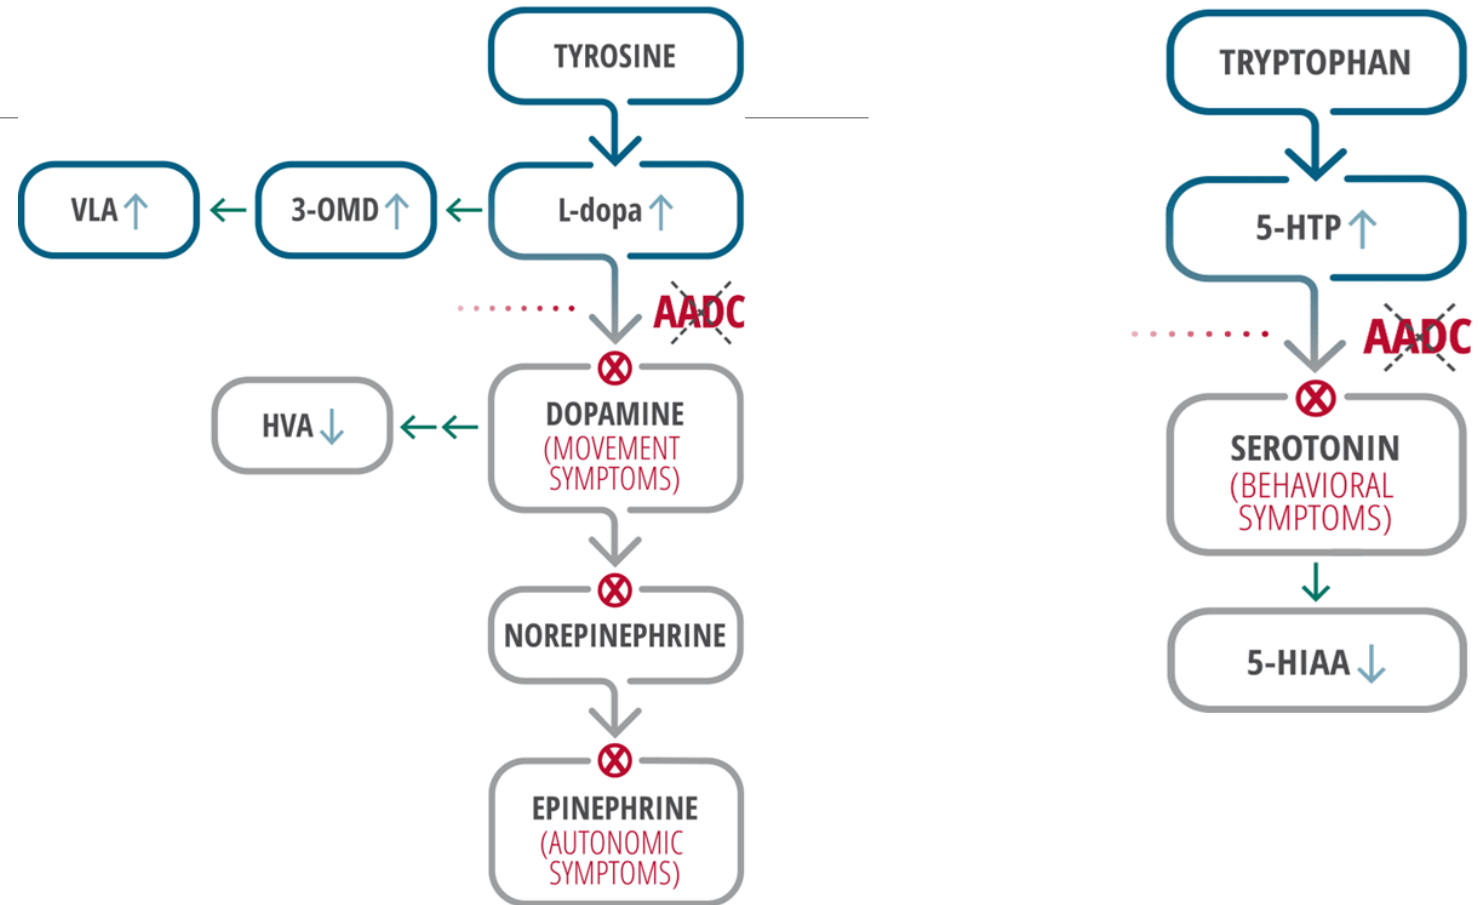 TYROSINE
VLA↑
3-OMD↑
L-dopa↑
AADC
HVA↓
DOPAMINE
(MOVEMENT
SYMPTOMS)
NOREPINEPHRINE
EPINEPHRINE
(AUTONOMIC
SYMPTOMS)
TRYPTOPHAN
5-HTP↑
AADC
SEROTONIN
(BEHAVIORAL
SYMPTOMS)
5-HIAA↓